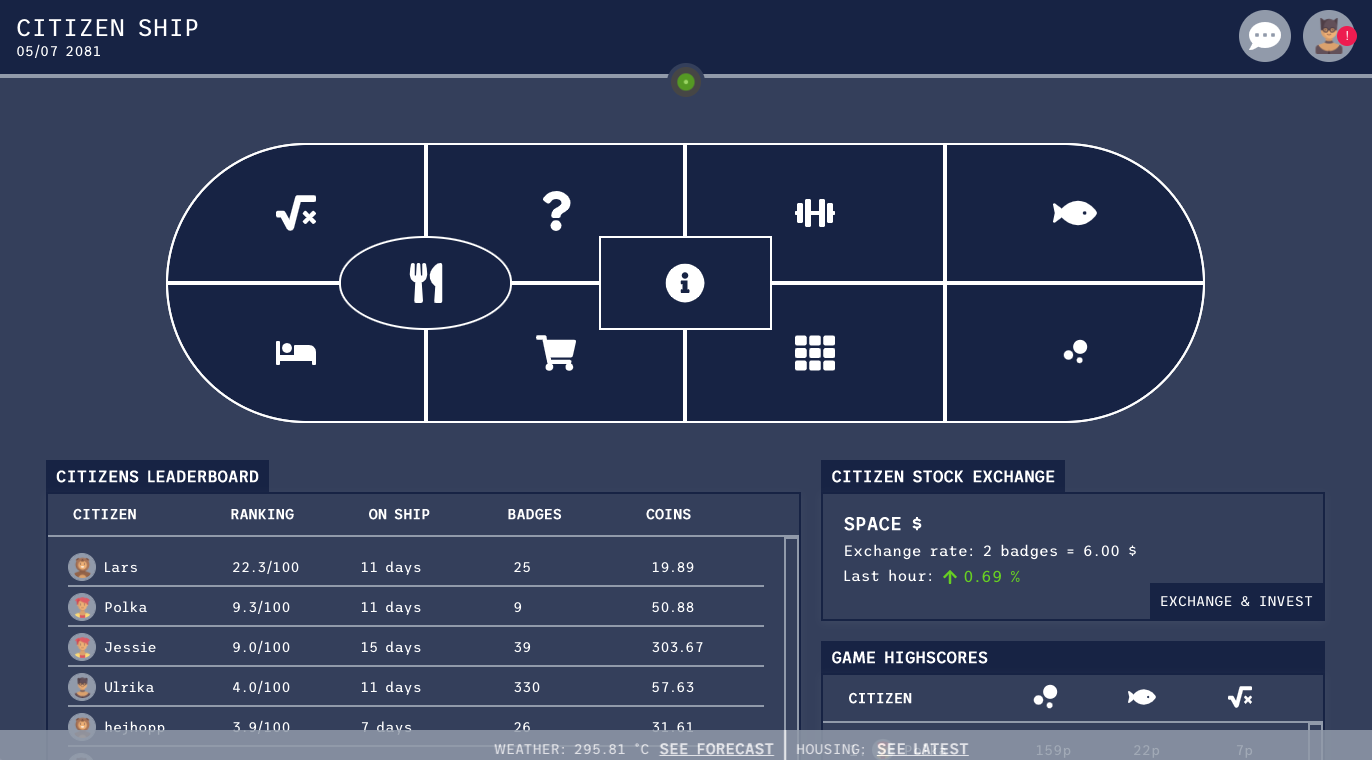 CITIZEN SHIP
05/07 2081
!
CITIZENS LEADERBOARD
CITIZEN RANKING ON SHIP BADGES COINS
Lars 22.3/100 11 days 25 19.89
Polka 9.3/100 11 days 9 50.88
Jessie 9.0/100 15 days 39 303.67
Ulrika 4.0/100 11 days 330 57.63
hejhopp 3.9/100 7 days 26 31.61
CITIZEN STOCK EXCHANGE
SPACE $
Exchange rate: 2 badges = 6.00 $
Last hour: 0.69 %
EXCHANGE & INVEST
GAME HIGHSCORES
CITIZEN
159p 22p 7p
WEATHER: 295.81 °C SEE FORECAST HOUSING: SEE LATEST